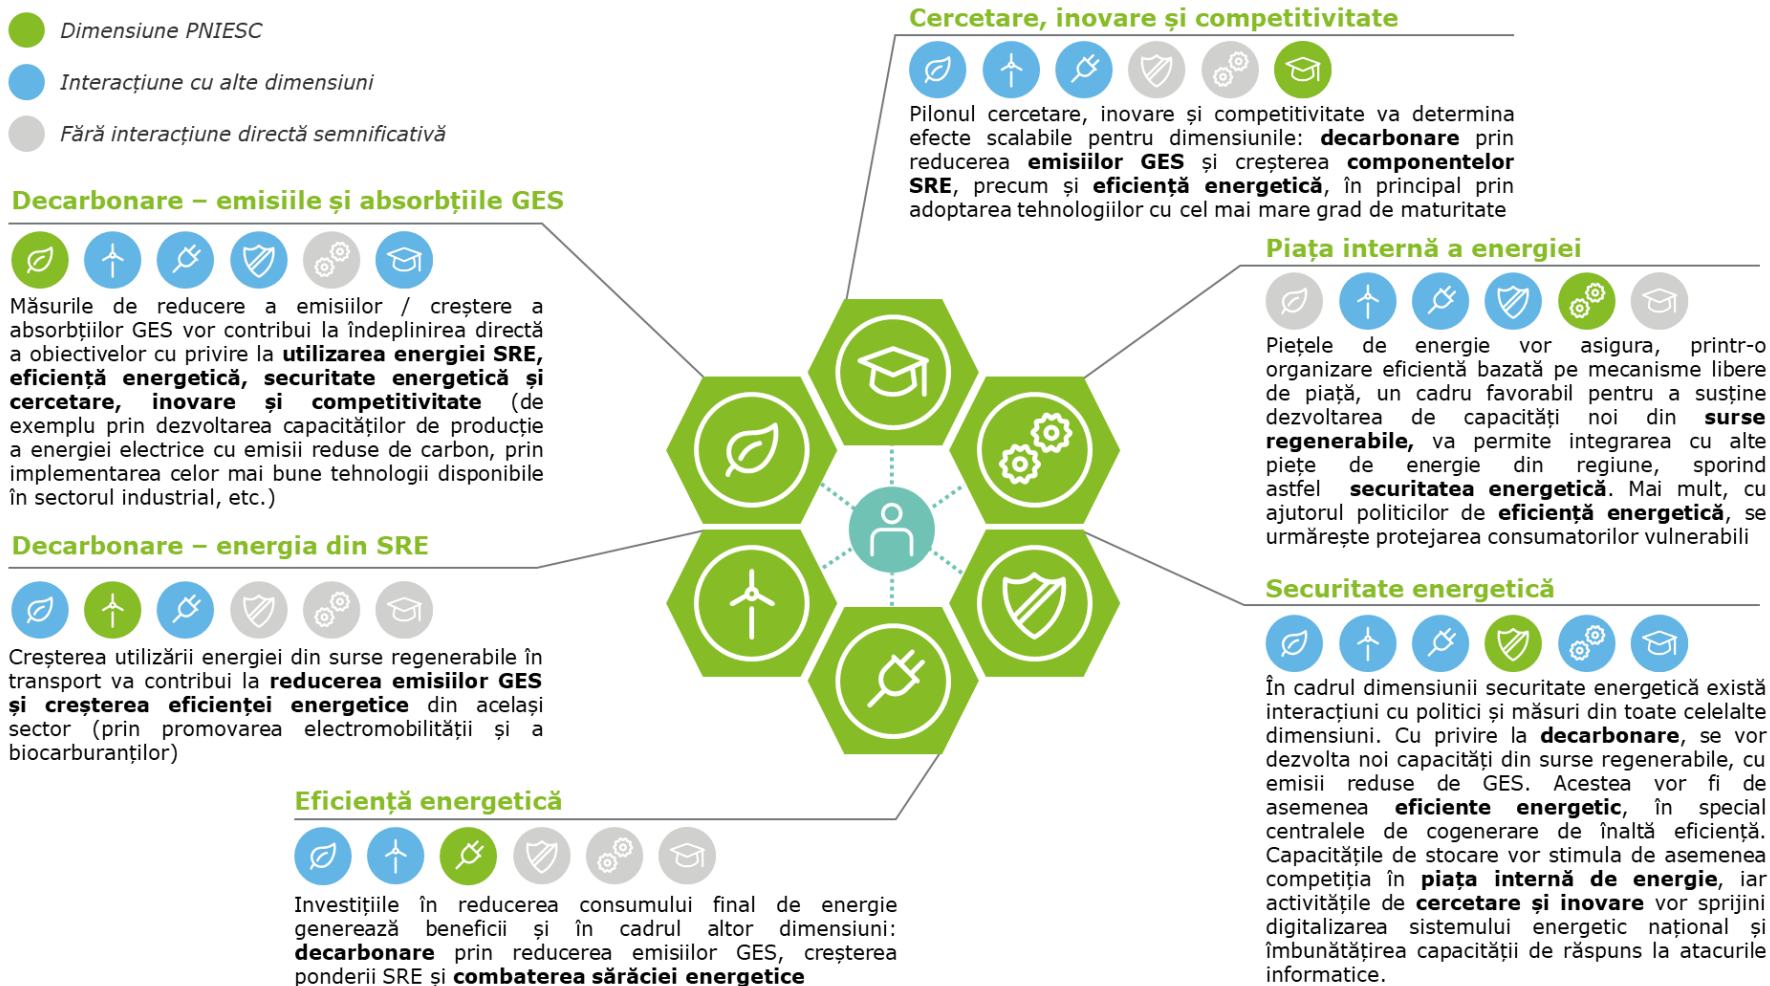 Dimensiune PNIESC
Interacțiune cu alte dimensiuni
Fără interacțiune directă semnificativă
Decarbonare – emisiile și absorbțiile GES
Măsurile de reducere a emisiilor / creștere a
absorbțiilor GES vor contribui la îndeplinirea directă
a obiectivelor cu privire la utilizarea energiei SRE,
eficiență energetică, securitate energetică și
cercetare, inovare și competitivitate (de
exemplu prin dezvoltarea capacităților de producție
a energiei electrice cu emisii reduse de carbon, prin
implementarea celor mai bune tehnologii disponibile
în sectorul industrial, etc.)
Decarbonare – energia din SRE
Creșterea utilizării energiei din surse regenerabile în
transport va contribui la reducerea emisiilor GES
și creșterea eficienței energetice din același
sector (prin promovarea electromobilității și a
biocarburanților)
Eficiență energetică
Investițiile în reducerea consumului final de energie
generează beneficii și în cadrul altor dimensiuni:
decarbonare prin reducerea emisiilor GES, creșterea
ponderii SRE și combaterea sărăciei energetice
Cercetare, inovare și competitivitate
Pilonul cercetare, inovare și competitivitate va determina
efecte scalabile pentru dimensiunile: decarbonare prin
reducerea emisiilor GES și creșterea componentelor
SRE, precum și eficiență energetică, în principal prin
adoptarea tehnologiilor cu cel mai mare grad de maturitate
Piața internă a energiei
Piețele de energie vor asigura, printr-o
organizare eficientă bazată pe mecanisme libere
de piață, un cadru favorabil pentru a susține
dezvoltarea de capacități noi din surse
regenerabile, va permite integrarea cu alte
piețe de energie din regiune, sporind
astfel securitatea energetică. Mai mult, cu
ajutorul politicilor de eficiență energetică, se
urmărește protejarea consumatorilor vulnerabili
Securitate energetică
În cadrul dimensiunii securitate energetică există
interacțiuni cu politici și măsuri din toate celelalte
dimensiuni. Cu privire la decarbonare, se vor
dezvolta noi capacități din surse regenerabile, cu
emisii reduse de GES. Acestea vor fi de
asemenea eficiente energetic, în special
centralele de cogenerare de înaltă eficiență.
Capacitățile de stocare vor stimula de asemenea
competiția în piața internă de energie, iar
activitățile de cercetare și inovare vor sprijini
digitalizarea sistemului energetic național și
îmbunătățirea capacității de răspuns la atacurile
informatice.